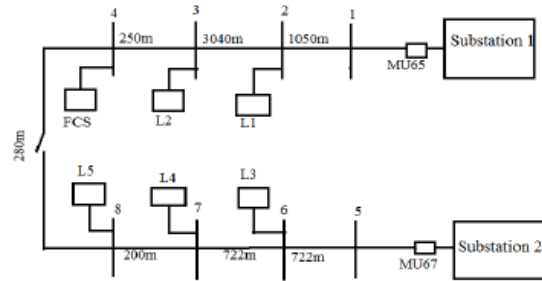 4 3 2 1
250m 3040m 1050m
Substation 1
MU65
FCS L2 L1
280m
L5 L4 L3
8 7 6 5
200m 722m 722m
Substation 2
MU67